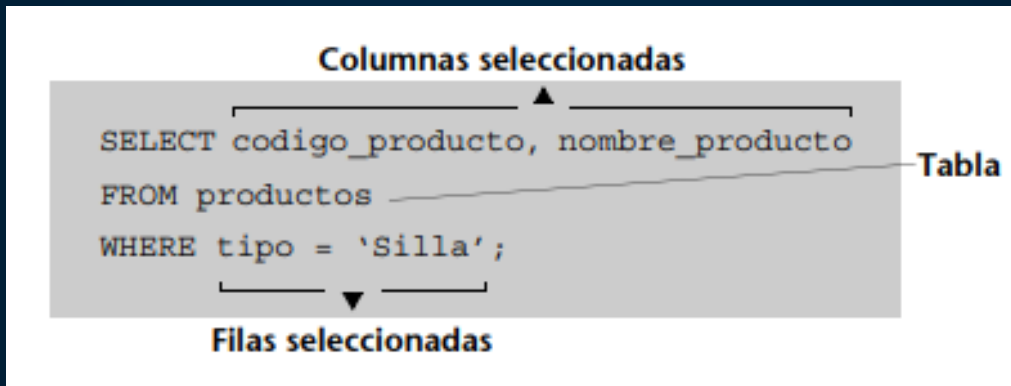 Columnas seleccionadas
SELECT codigo_producto, nombre_producto
Tabla
FROM productos
WHERE tipo = ‘Silla’;
Filas seleccionadas